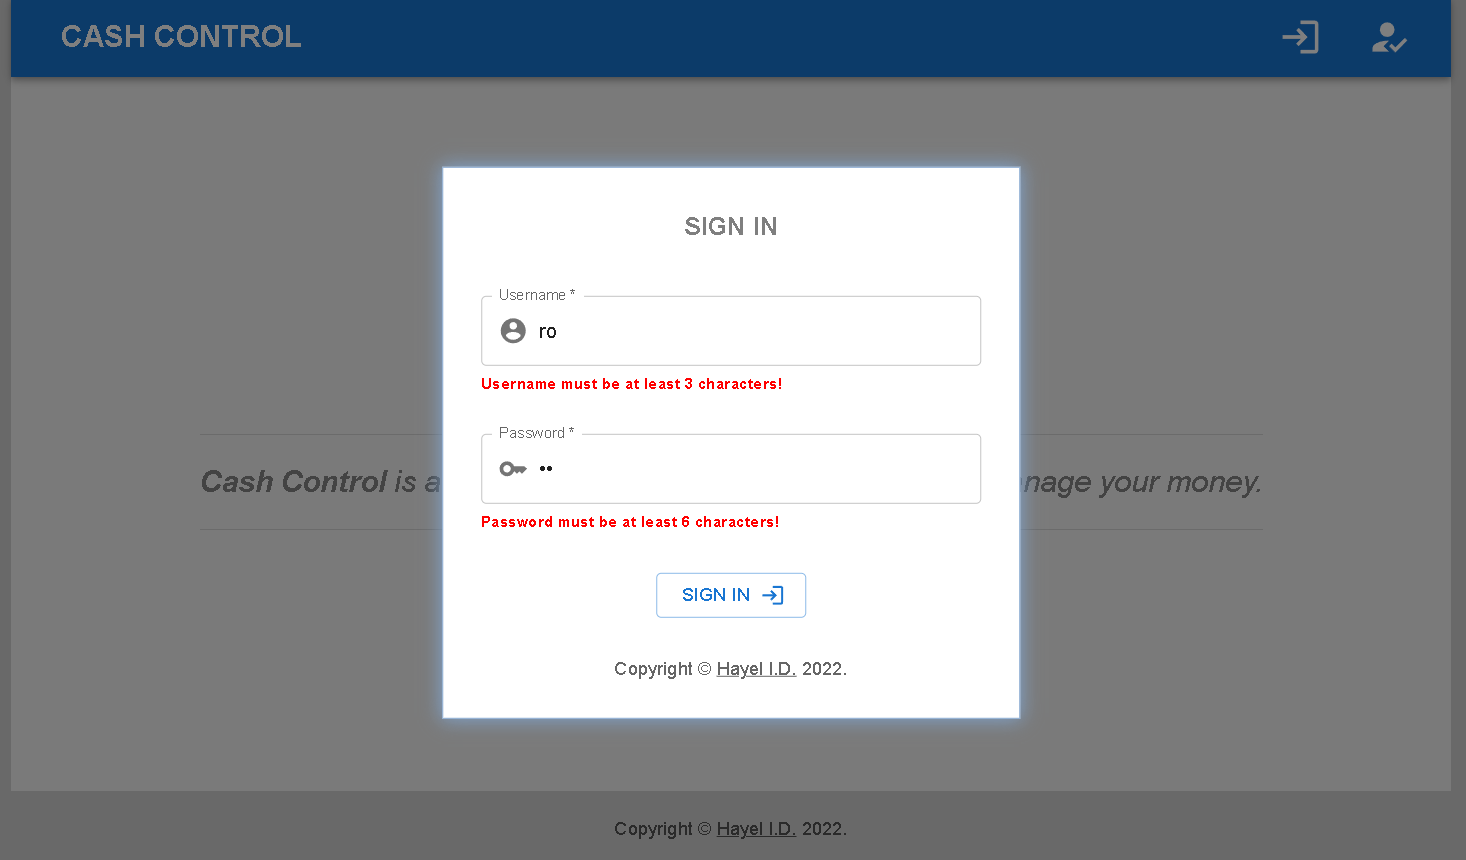 CASH CONTROL
SIGN IN
Username *
ro
Username must be at least 3 characters!
Password *
••
Password must be at least 6 characters!
Cash Control is a
nage your money.
SIGN IN
Copyright © Hayel I.D. 2022.
Copyright © Hayel I.D. 2022.